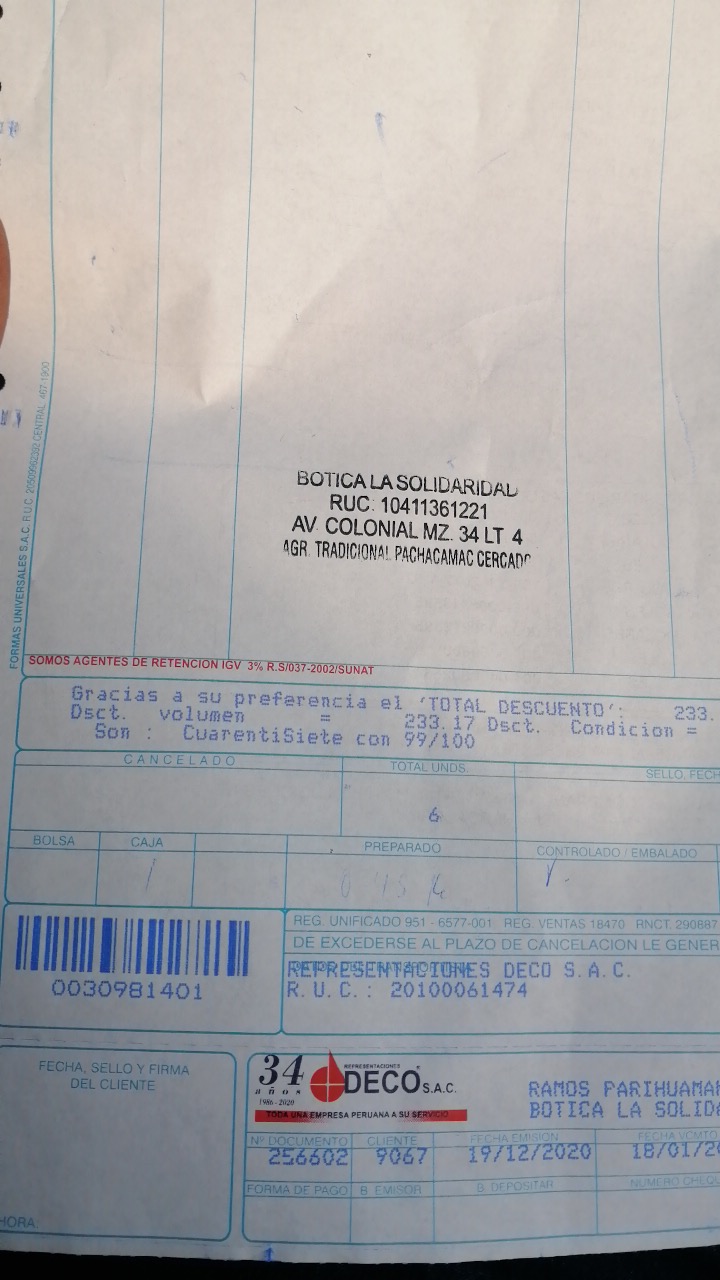 BOTICA LA SOLIDARIDAD
RUC: 10411361221
AV. COLONIAL MZ. 34 LT 4
AGR. TRADICIONAL PACHACAMAC CERCADO
FORMAS UNIVERSALES S.A.C. R.U.C. CENTRAL: 467-1900
SOMOS AGENTES DE RETENCION IGV 3% R.S/037-2002/SUNAT
Gracias a su preferencia el 'TOTAL DESCUENTO': 233.
Dsct. volumen = 233.17 Dsct. Condicion =
Son : CuarentiSiete con 99/100
CANCELADO TOTAL UNDS. SELLO, FECH
6
BOLSA CAJA PREPARADO CONTROLADO / EMBALADO
REG. UNIFICADO 951 - 6577-001 REG. VENTAS 18470 RNCT. 290887
DE EXCEDERSE AL PLAZO DE CANCELACION LE GENER
REPRESENTACIONES DECO S.A.C.
R.U.C.: 20100061474
0030981401
FECHA, SELLO Y FIRMA
DEL CLIENTE
34 años
1986 - 2020
REPRESENTACIONES
DECO S.A.C.
TODA UNA EMPRESA PERUANA A SU SERVICIO
RAMOS PARIHUAMAN
BOTICA LA SOLIDA
Nº DOCUMENTO CLIENTE FECHA EMISION FECHA VCMTO
256602 9067 19/12/2020 18/01/20
FORMA DE PAGO B. EMISOR B. DEPOSITAR NUMERO CHEQU
HORA: